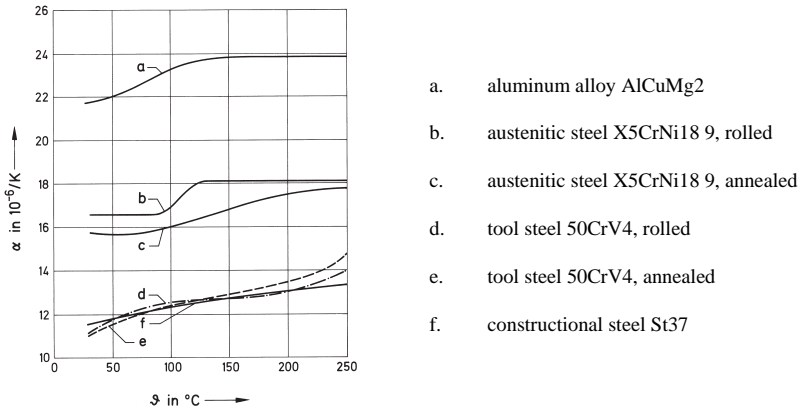 26
24
22
20
18
16
14
12
10
α in 10⁻⁶/K
0 50 100 150 200 250
ϑ in °C
a
b
c
d
f
e
a. aluminum alloy AlCuMg2
b. austenitic steel X5CrNi18 9, rolled
c. austenitic steel X5CrNi18 9, annealed
d. tool steel 50CrV4, rolled
e. tool steel 50CrV4, annealed
f. constructional steel St37